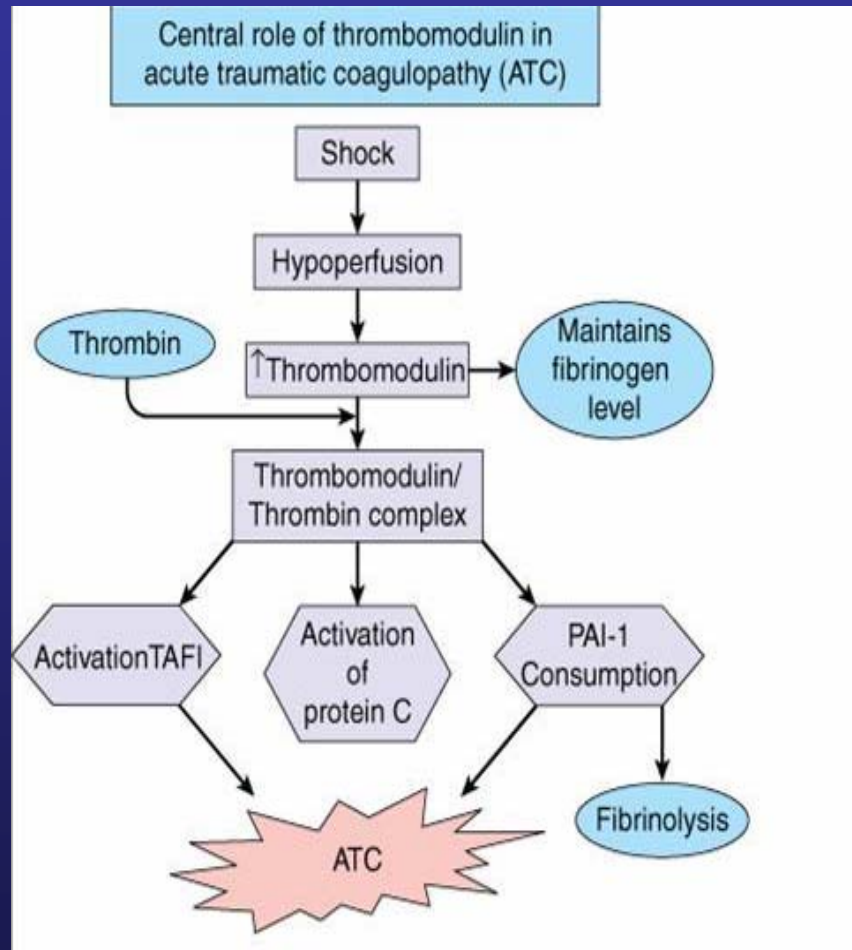 Central role of thrombomodulin in
acute traumatic coagulopathy (ATC)
Shock
Hypoperfusion
Thrombin
↑Thrombomodulin
Maintains
fibrinogen
level
Thrombomodulin/
Thrombin complex
ActivationTAFI
Activation
of
protein C
PAI-1
Consumption
Fibrinolysis
ATC